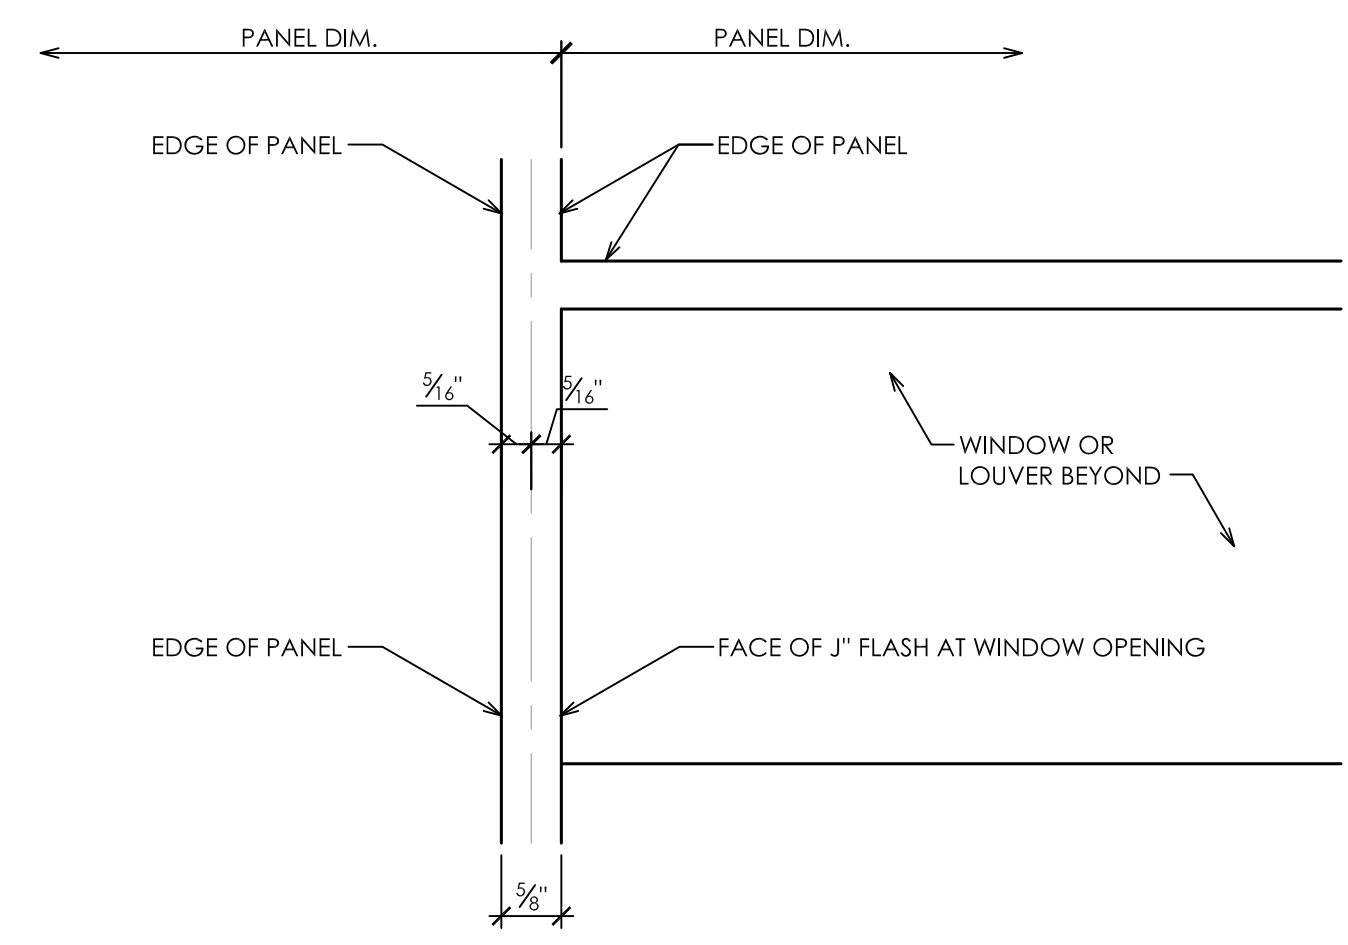 PANEL DIM.
PANEL DIM.
EDGE OF PANEL
EDGE OF PANEL
5/16"
5/16"
WINDOW OR
LOUVER BEYOND
EDGE OF PANEL
FACE OF J" FLASH AT WINDOW OPENING
5/8"